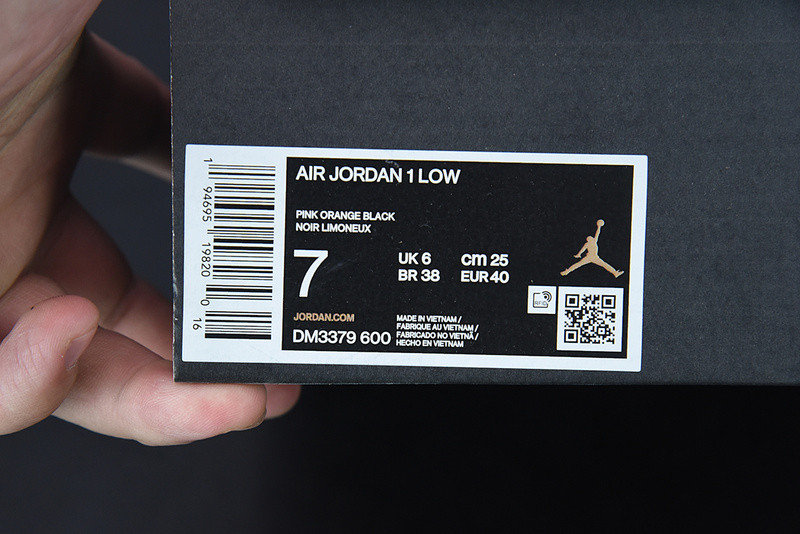 AIR JORDAN 1 LOW
PINK ORANGE BLACK
NOIR LIMONEUX
7
UK 6 cm 25
BR 38 EUR 40
JORDAN.COM
DM3379 600
MADE IN VIETNAM /
FABRIQUE AU VIETNAM /
FABRICADO NO VIETNÃ /
HECHO EN VIETNAM
RFID
1 94695 19820 0
16